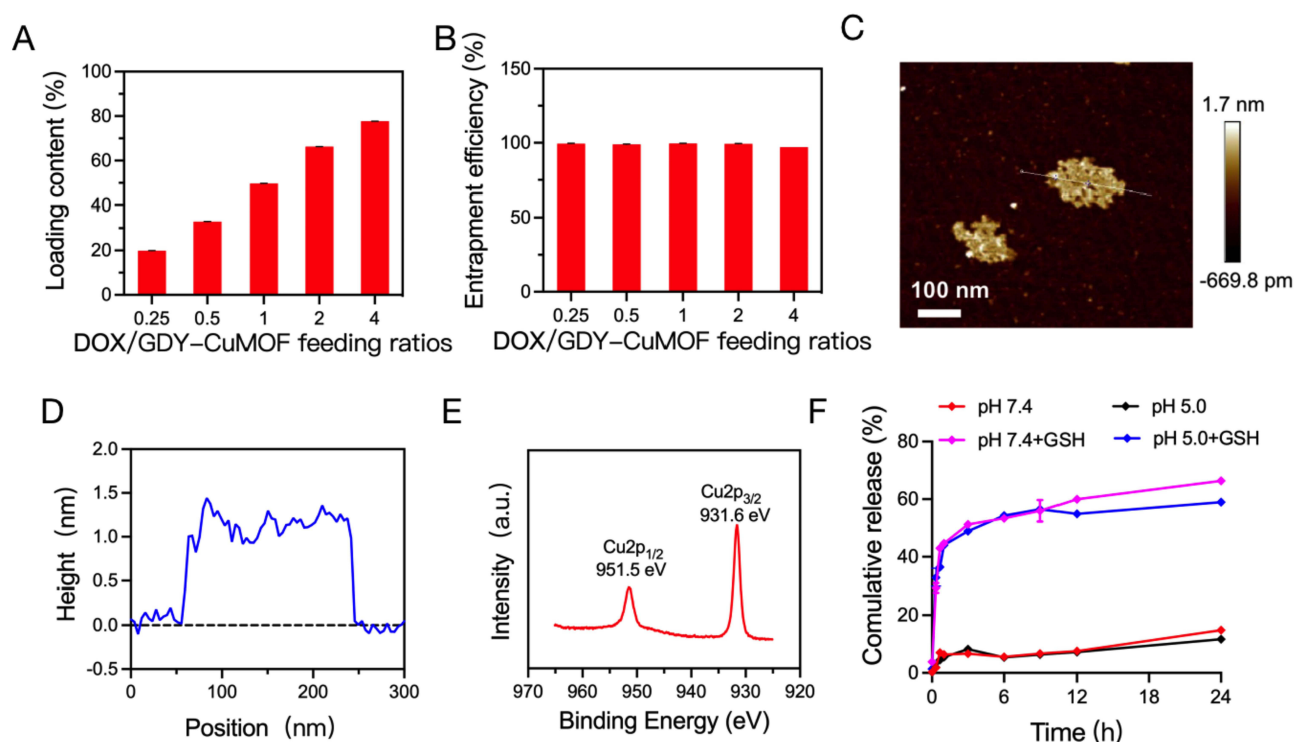 A
Loading content (%)
100
80
60
40
20
0
0.25 0.5 1 2 4
DOX/GDY-CuMOF feeding ratios
B
Entrapment efficiency (%)
150
100
50
0
0.25 0.5 1 2 4
DOX/GDY-CuMOF feeding ratios
C
100 nm
1.7 nm
-669.8 pm
D
Height (nm)
2.0
1.5
1.0
0.5
0.0
-0.5
0 100 200 300
Position (nm)
E
Intensity (a.u.)
Cu2p3/2
931.6 eV
Cu2p1/2
951.5 eV
970 960 950 940 930 920
Binding Energy (eV)
F
pH 7.4 pH 5.0
pH 7.4+GSH pH 5.0+GSH
Comulative release (%)
80
60
40
20
0
0 6 12 18 24
Time (h)